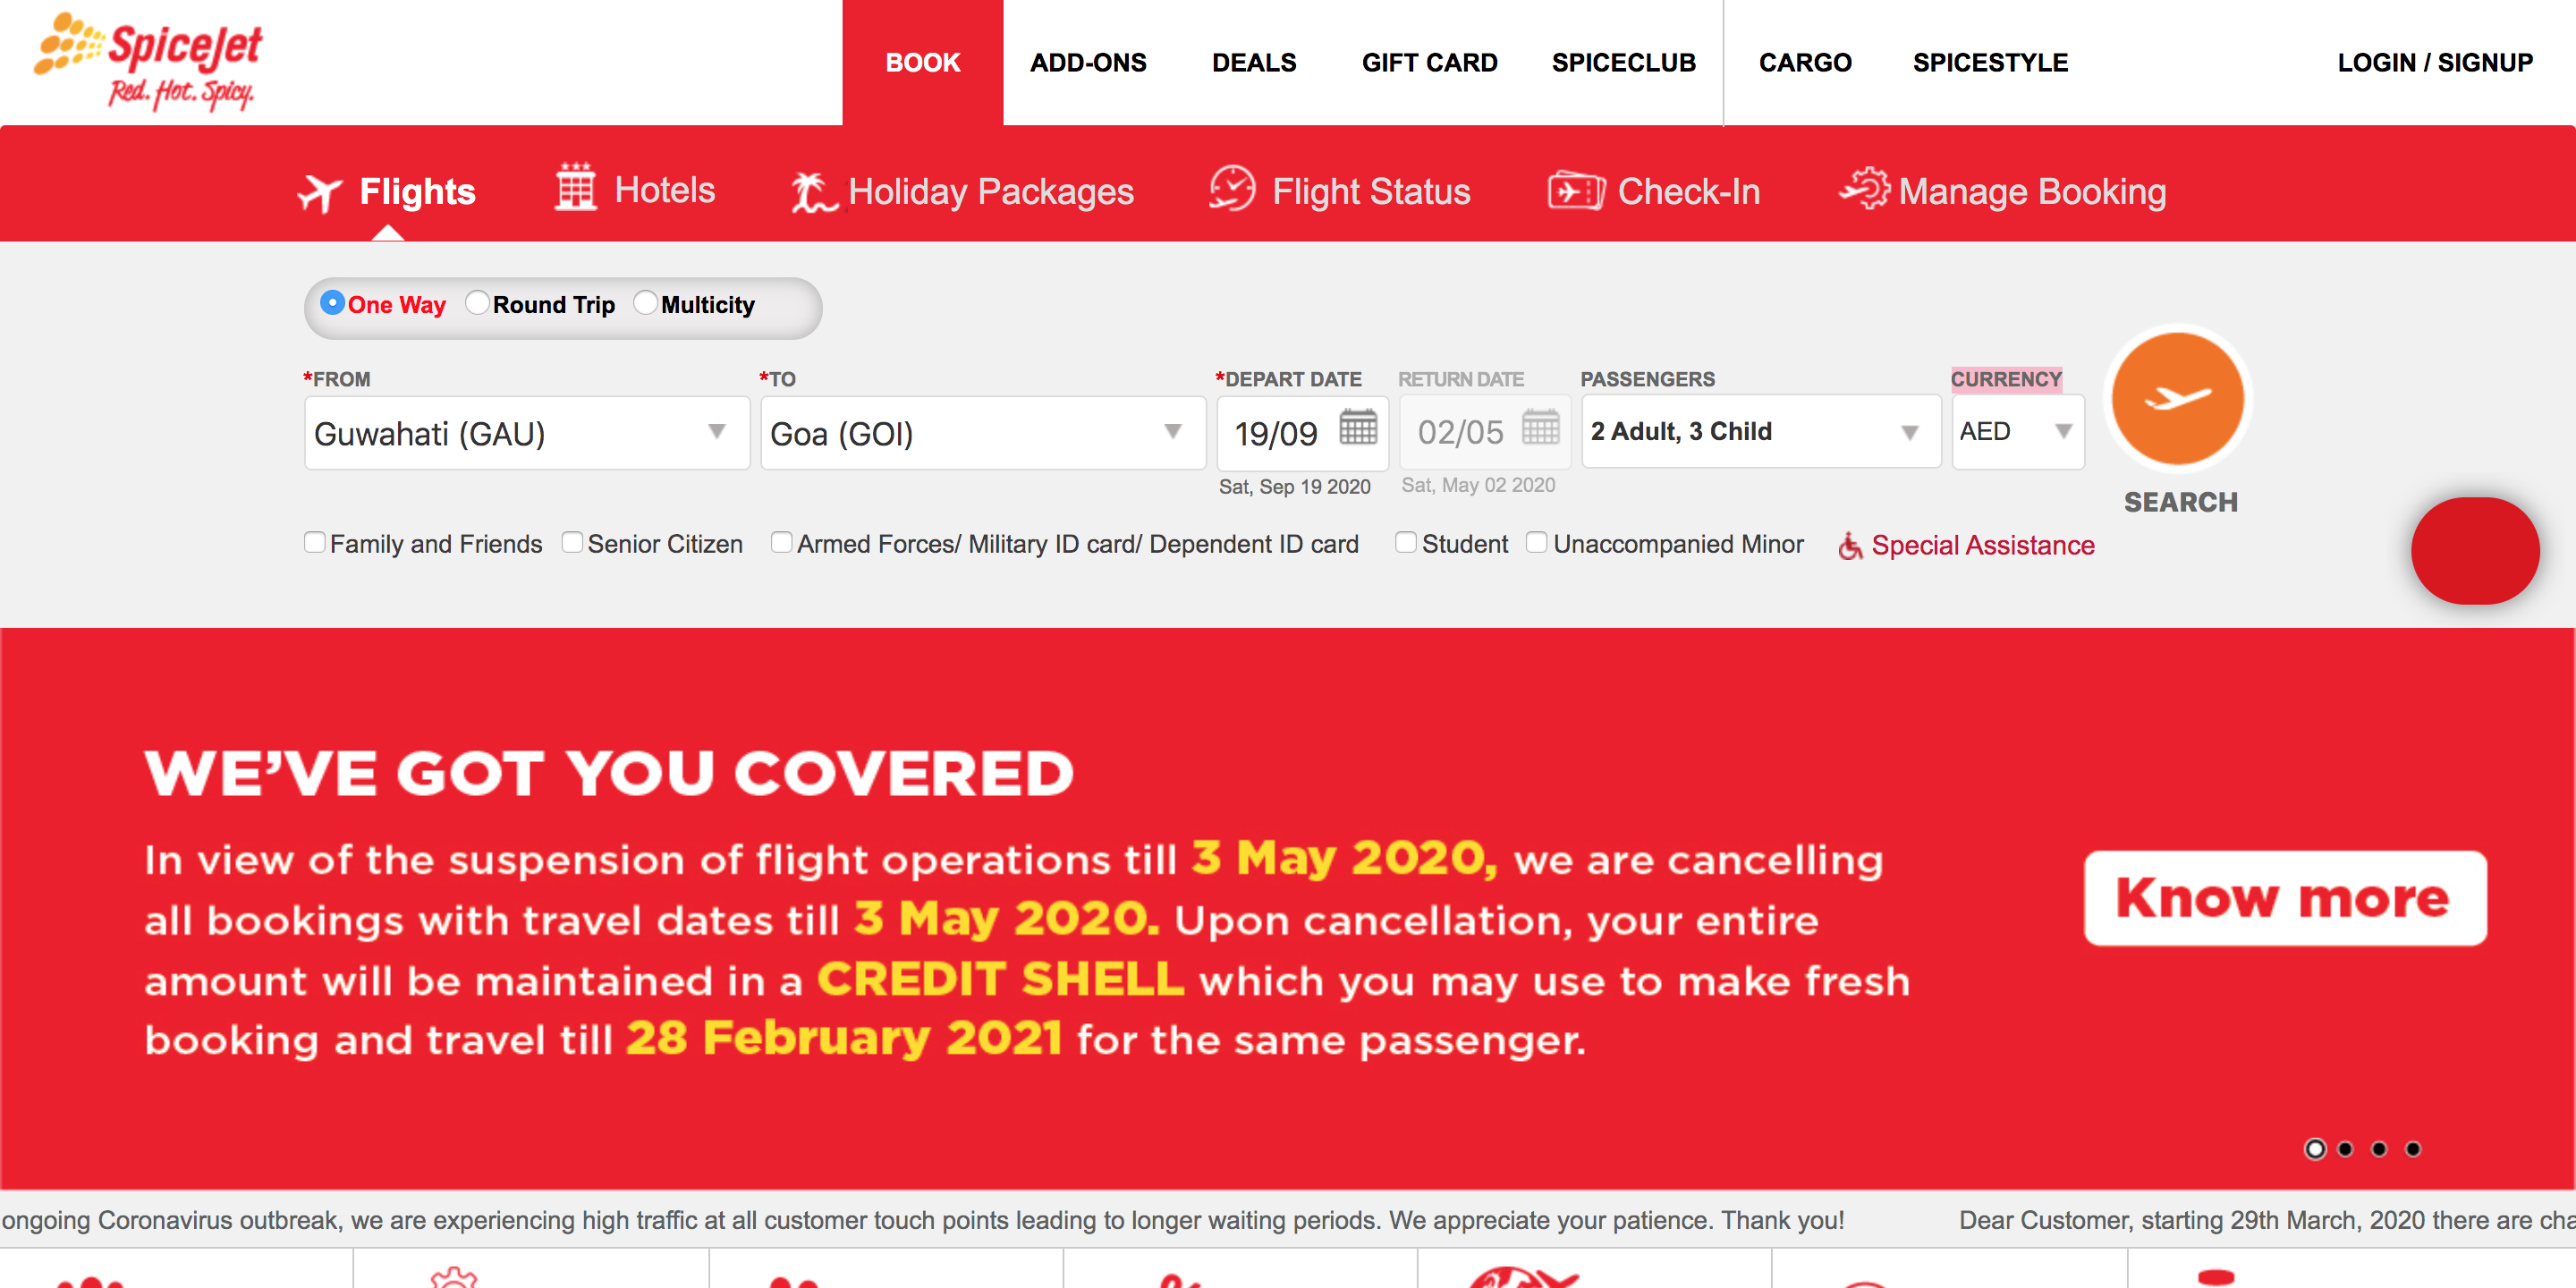 SpiceJet
Red. Hot. Spicy.
BOOK ADD-ONS DEALS GIFT CARD SPICECLUB CARGO SPICESTYLE LOGIN / SIGNUP
Flights Hotels Holiday Packages Flight Status Check-In Manage Booking
One Way Round Trip Multicity
*FROM *TO *DEPART DATE RETURN DATE PASSENGERS CURRENCY
Guwahati (GAU) Goa (GOI) 19/09 02/05 2 Adult, 3 Child AED
Sat, Sep 19 2020 Sat, May 02 2020
SEARCH
Family and Friends Senior Citizen Armed Forces/ Military ID card/ Dependent ID card Student Unaccompanied Minor Special Assistance
WE'VE GOT YOU COVERED
In view of the suspension of flight operations till 3 May 2020, we are cancelling
all bookings with travel dates till 3 May 2020. Upon cancellation, your entire
amount will be maintained in a CREDIT SHELL which you may use to make fresh
booking and travel till 28 February 2021 for the same passenger.
Know more
ongoing Coronavirus outbreak, we are experiencing high traffic at all customer touch points leading to longer waiting periods. We appreciate your patience. Thank you! Dear Customer, starting 29th March, 2020 there are cha